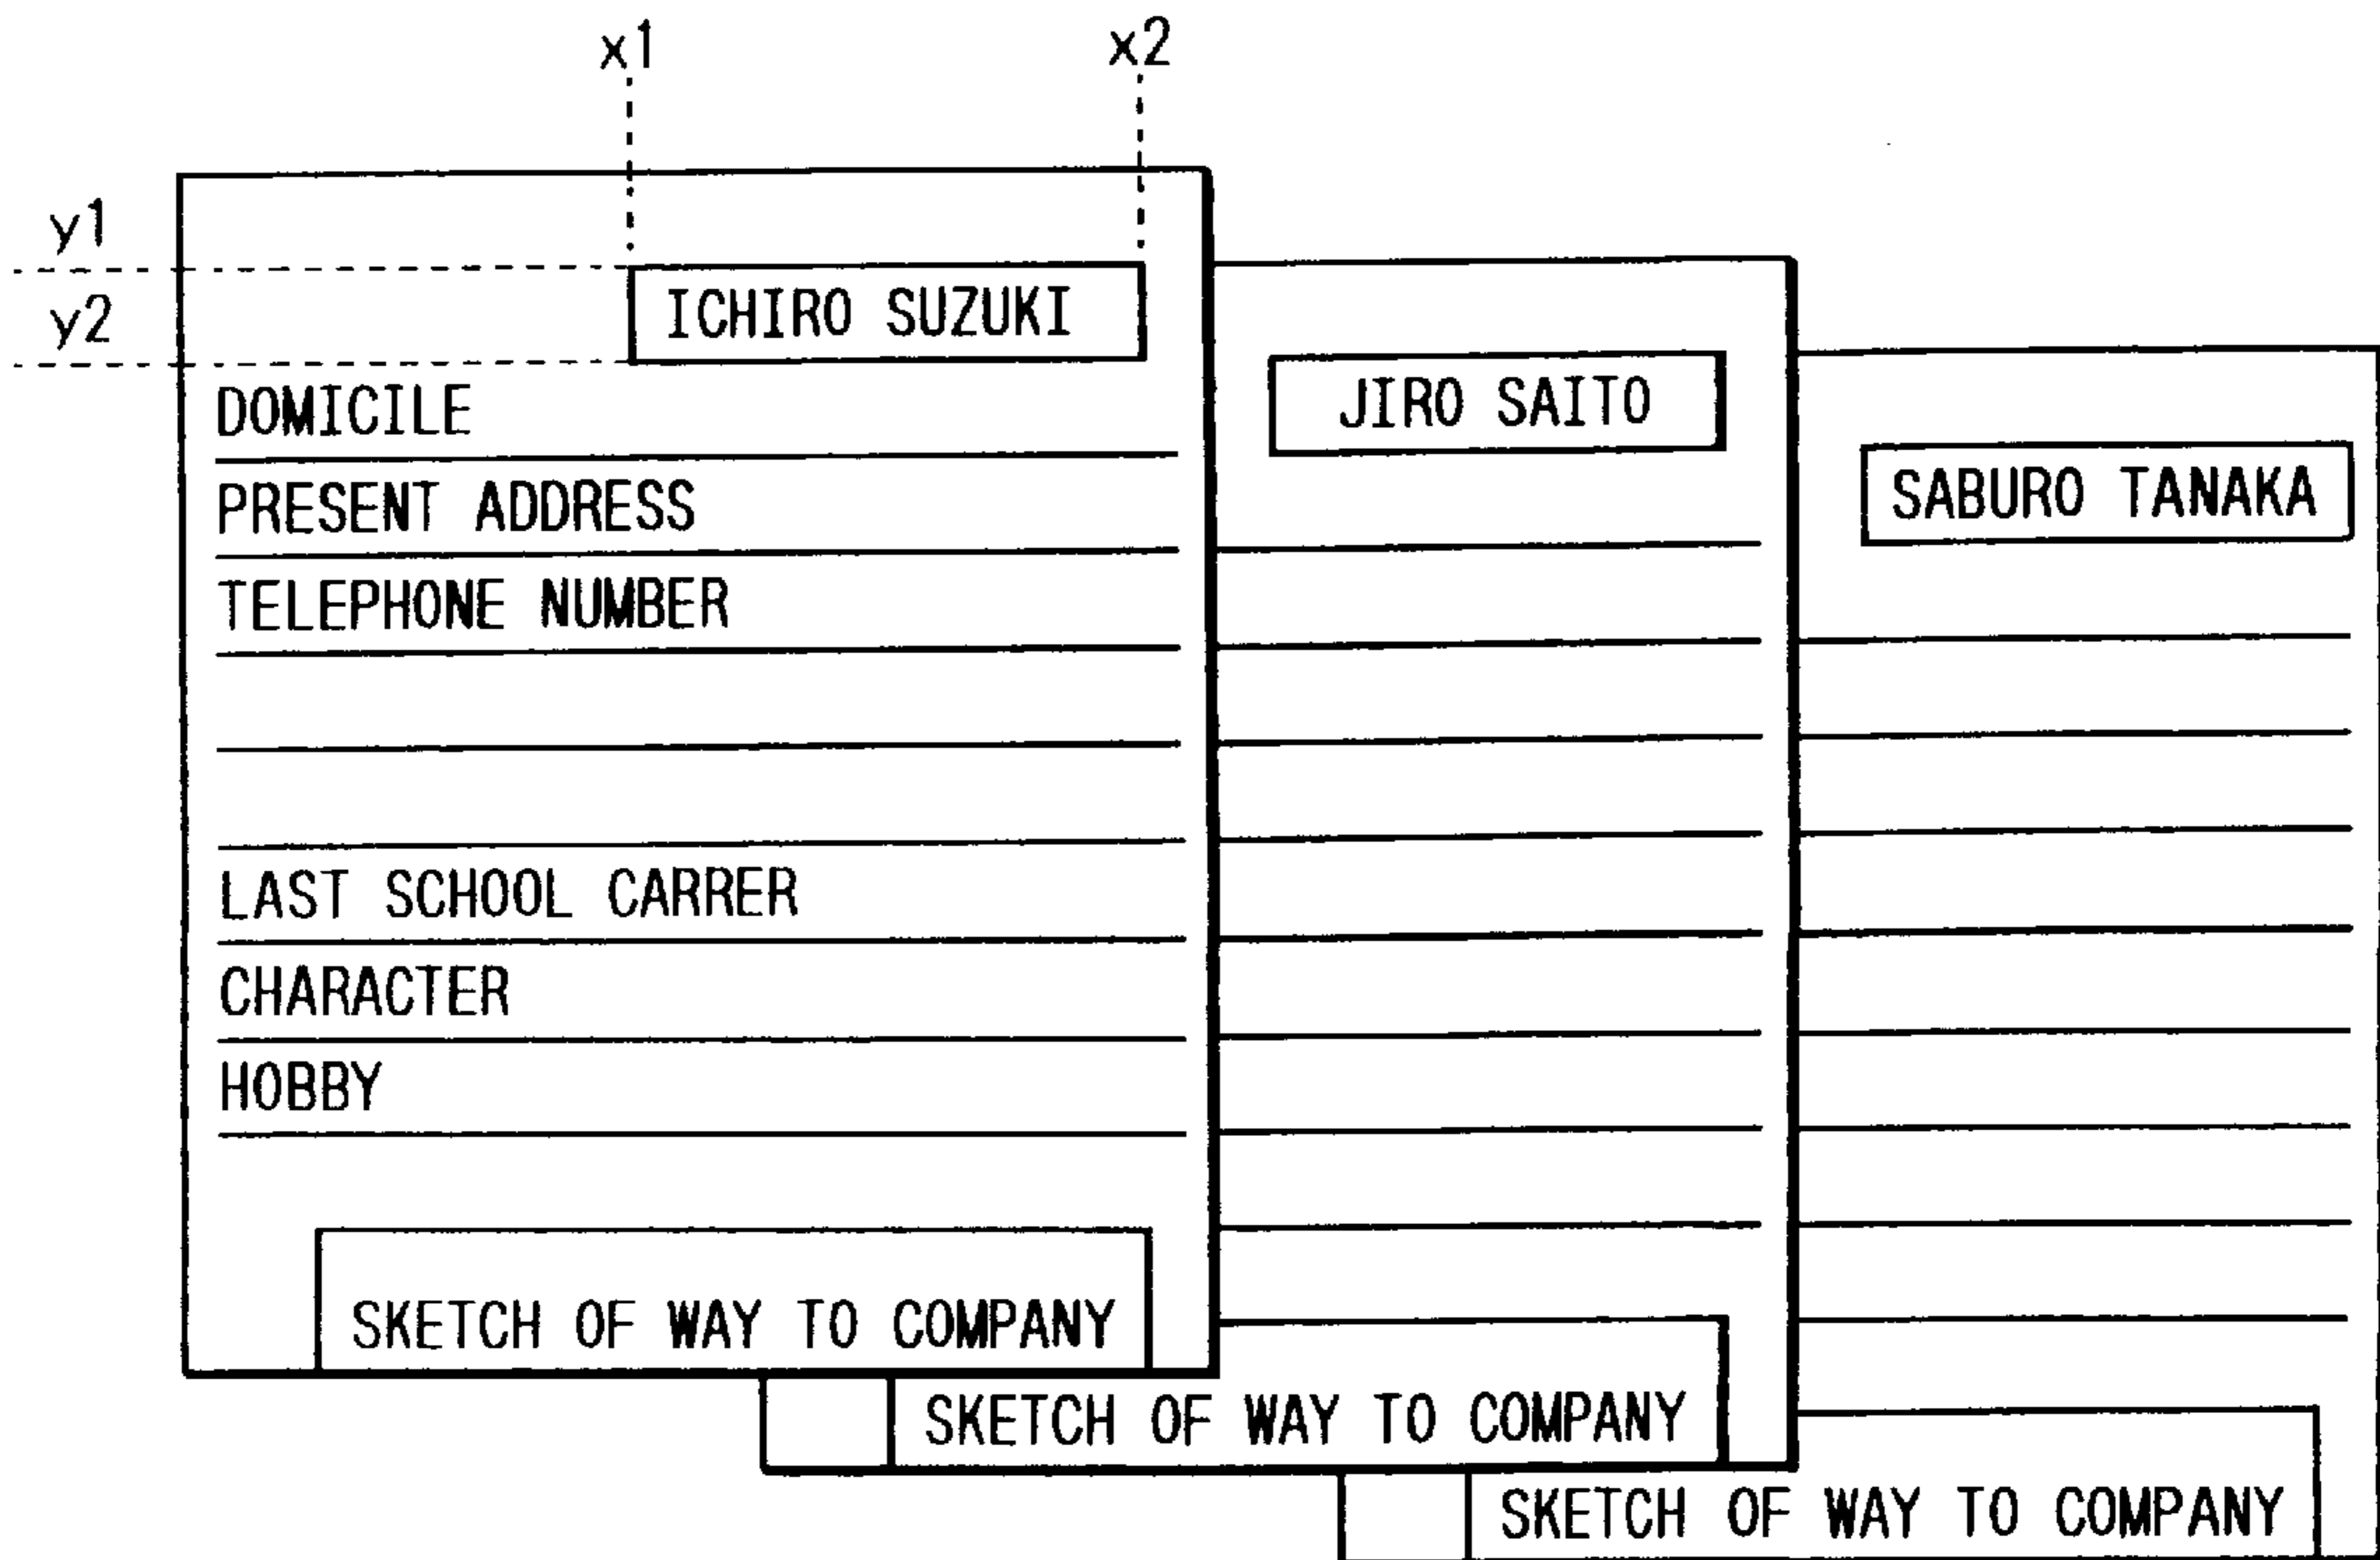 x1 x2
y1
y2
ICHIRO SUZUKI
DOMICILE
PRESENT ADDRESS
TELEPHONE NUMBER
LAST SCHOOL CARRER
CHARACTER
HOBBY
SKETCH OF WAY TO COMPANY
JIRO SAITO
SKETCH OF WAY TO COMPANY
SABURO TANAKA
SKETCH OF WAY TO COMPANY